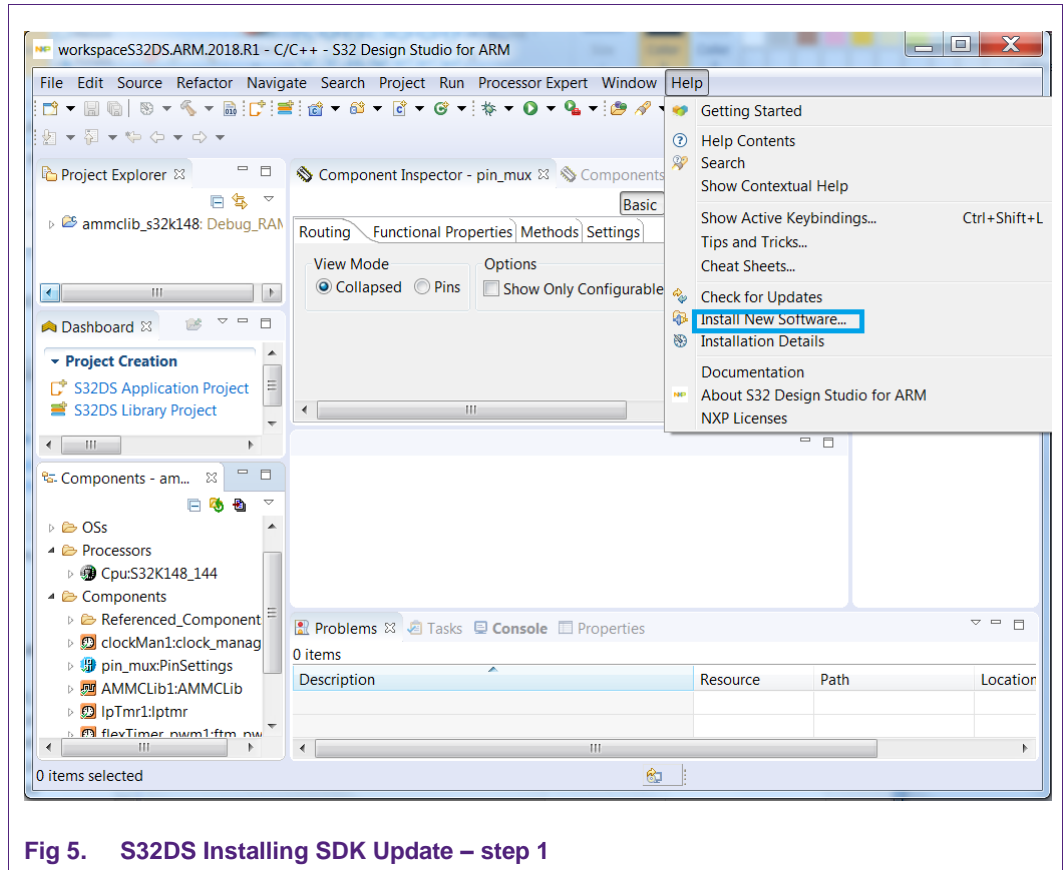 workspaceS32DS.ARM.2018.R1 - C/C++ - S32 Design Studio for ARM
File Edit Source Refactor Navigate Search Project Run Processor Expert Window Help
Getting Started
Help Contents
Search
Show Contextual Help
Show Active Keybindings... Ctrl+Shift+L
Tips and Tricks...
Cheat Sheets...
Check for Updates
Install New Software...
Installation Details
Documentation
About S32 Design Studio for ARM
NXP Licenses
Project Explorer
ammclib_s32k148: Debug_RAM
Component Inspector - pin_mux Components
Basic
Routing Functional Properties Methods Settings
View Mode Options
Collapsed Pins Show Only Configurable
Dashboard
Project Creation
S32DS Application Project
S32DS Library Project
Components - am...
OSs
Processors
Cpu:S32K148_144
Components
Referenced_Component
clockMan1:clock_manag
pin_mux:PinSettings
AMMCLib1:AMMCLib
lpTmr1:lptmr
flexTimer_pwm1:ftm_pw
Problems Tasks Console Properties
0 items
Description Resource Path Location
0 items selected
Fig 5. S32DS Installing SDK Update – step 1